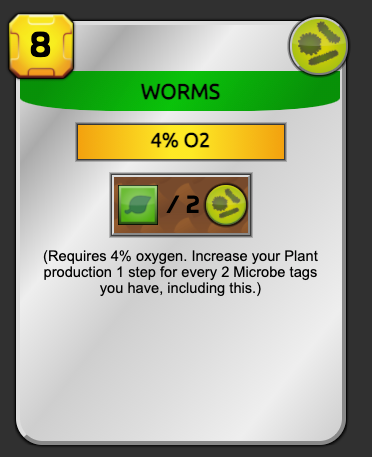 8
WORMS
4% O2
/ 2
(Requires 4% oxygen. Increase your Plant
production 1 step for every 2 Microbe tags
you have, including this.)